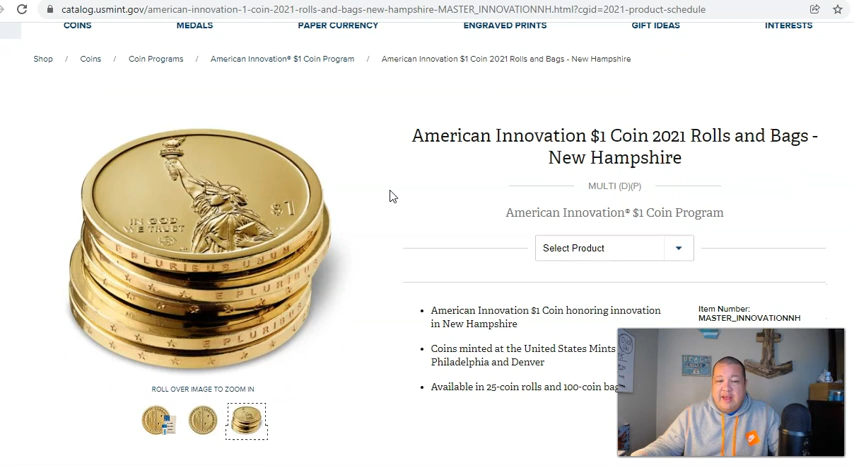 catalog.usmint.gov/american-innovation-1-coin-2021-rolls-and-bags-new-hampshire-MASTER_INNOVATIONNH.html?cgid=2021-product-schedule
COINS MEDALS PAPER CURRENCY ENGRAVED PRINTS GIFT IDEAS INTERESTS
Shop / Coins / Coin Programs / American Innovation® $1 Coin Program / American Innovation $1 Coin 2021 Rolls and Bags - New Hampshire
American Innovation $1 Coin 2021 Rolls and Bags -
New Hampshire
MULTI (D)(P)
American Innovation® $1 Coin Program
Select Product
$1
IN GOD
WE TRUST
E PLURIBUS UNUM
E PLURIBUS
E PLURIBUS
• American Innovation $1 Coin honoring innovation
in New Hampshire
• Coins minted at the United States Mints
Philadelphia and Denver
• Available in 25-coin rolls and 100-coin
Item Number:
MASTER_INNOVATIONNH
ROLL OVER IMAGE TO ZOOM IN